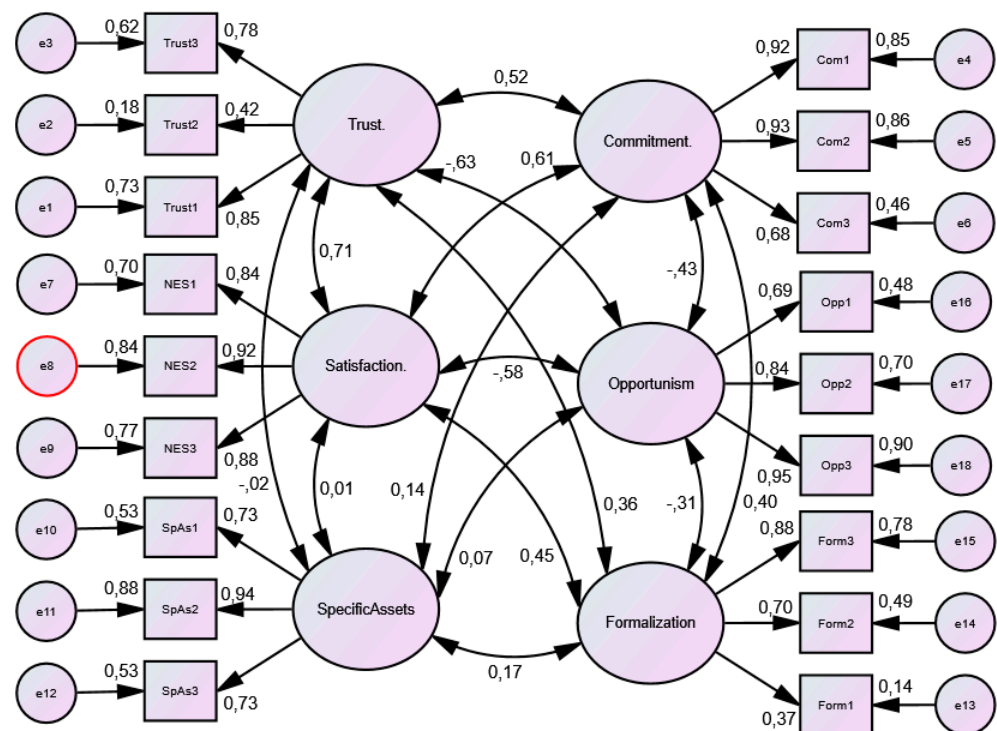 e3
0,62
Trust3
0,78
e2
0,18
Trust2
0,42
e1
0,73
Trust1
0,85
e7
0,70
NES1
0,84
e8
0,84
NES2
0,92
e9
0,77
NES3
0,88
e10
0,53
SpAs1
0,73
e11
0,88
SpAs2
0,94
e12
0,53
SpAs3
0,73
Trust.
Satisfaction.
SpecificAssets
0,52
-,63
0,61
0,71
-,58
-,43
-,02
0,01
0,14
0,07
0,45
0,36
-,31
0,40
0,17
Commitment.
Opportunism
Formalization
0,92
Com1
0,85
e4
0,93
Com2
0,86
e5
0,68
Com3
0,46
e6
0,69
Opp1
0,48
e16
0,84
Opp2
0,70
e17
0,95
Opp3
0,90
e18
0,88
Form3
0,78
e15
0,70
Form2
0,49
e14
0,37
Form1
0,14
e13